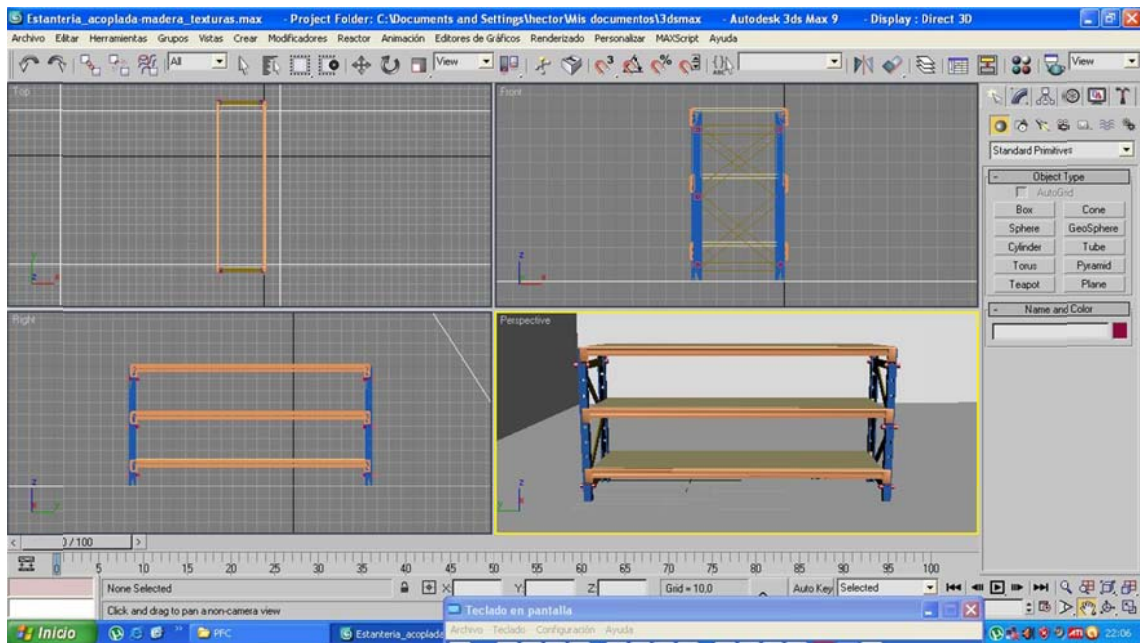 Estanteria_acoplada-madera_texturas.max - Project Folder: C:\Documents and Settings\hector\Mis documentos\3dsmax - Autodesk 3ds Max 9 - Display : Direct 3D
Archivo Editar Herramientas Grupos Vistas Crear Modificadores Reactor Animación Editores de Gráficos Renderizado Personalizar MAXScript Ayuda
All View View
Top
Front
Standard Primitives
- Object Type
AutoGrid
Box Cone
Sphere GeoSphere
Cylinder Tube
Torus Pyramid
Teapot Plane
- Name and Color
Right
Perspective
0 / 100
0 5 10 15 20 25 30 35 40 45 50 55 60 65 70 75 80 85 90 95 100
None Selected X Y Z Grid = 10,0 Auto Key Selected
Click and drag to pan a non-camera view
Teclado en pantalla
Archivo Teclado Configuración Ayuda
Inicio PFC Estanteria_acoplada 22:06